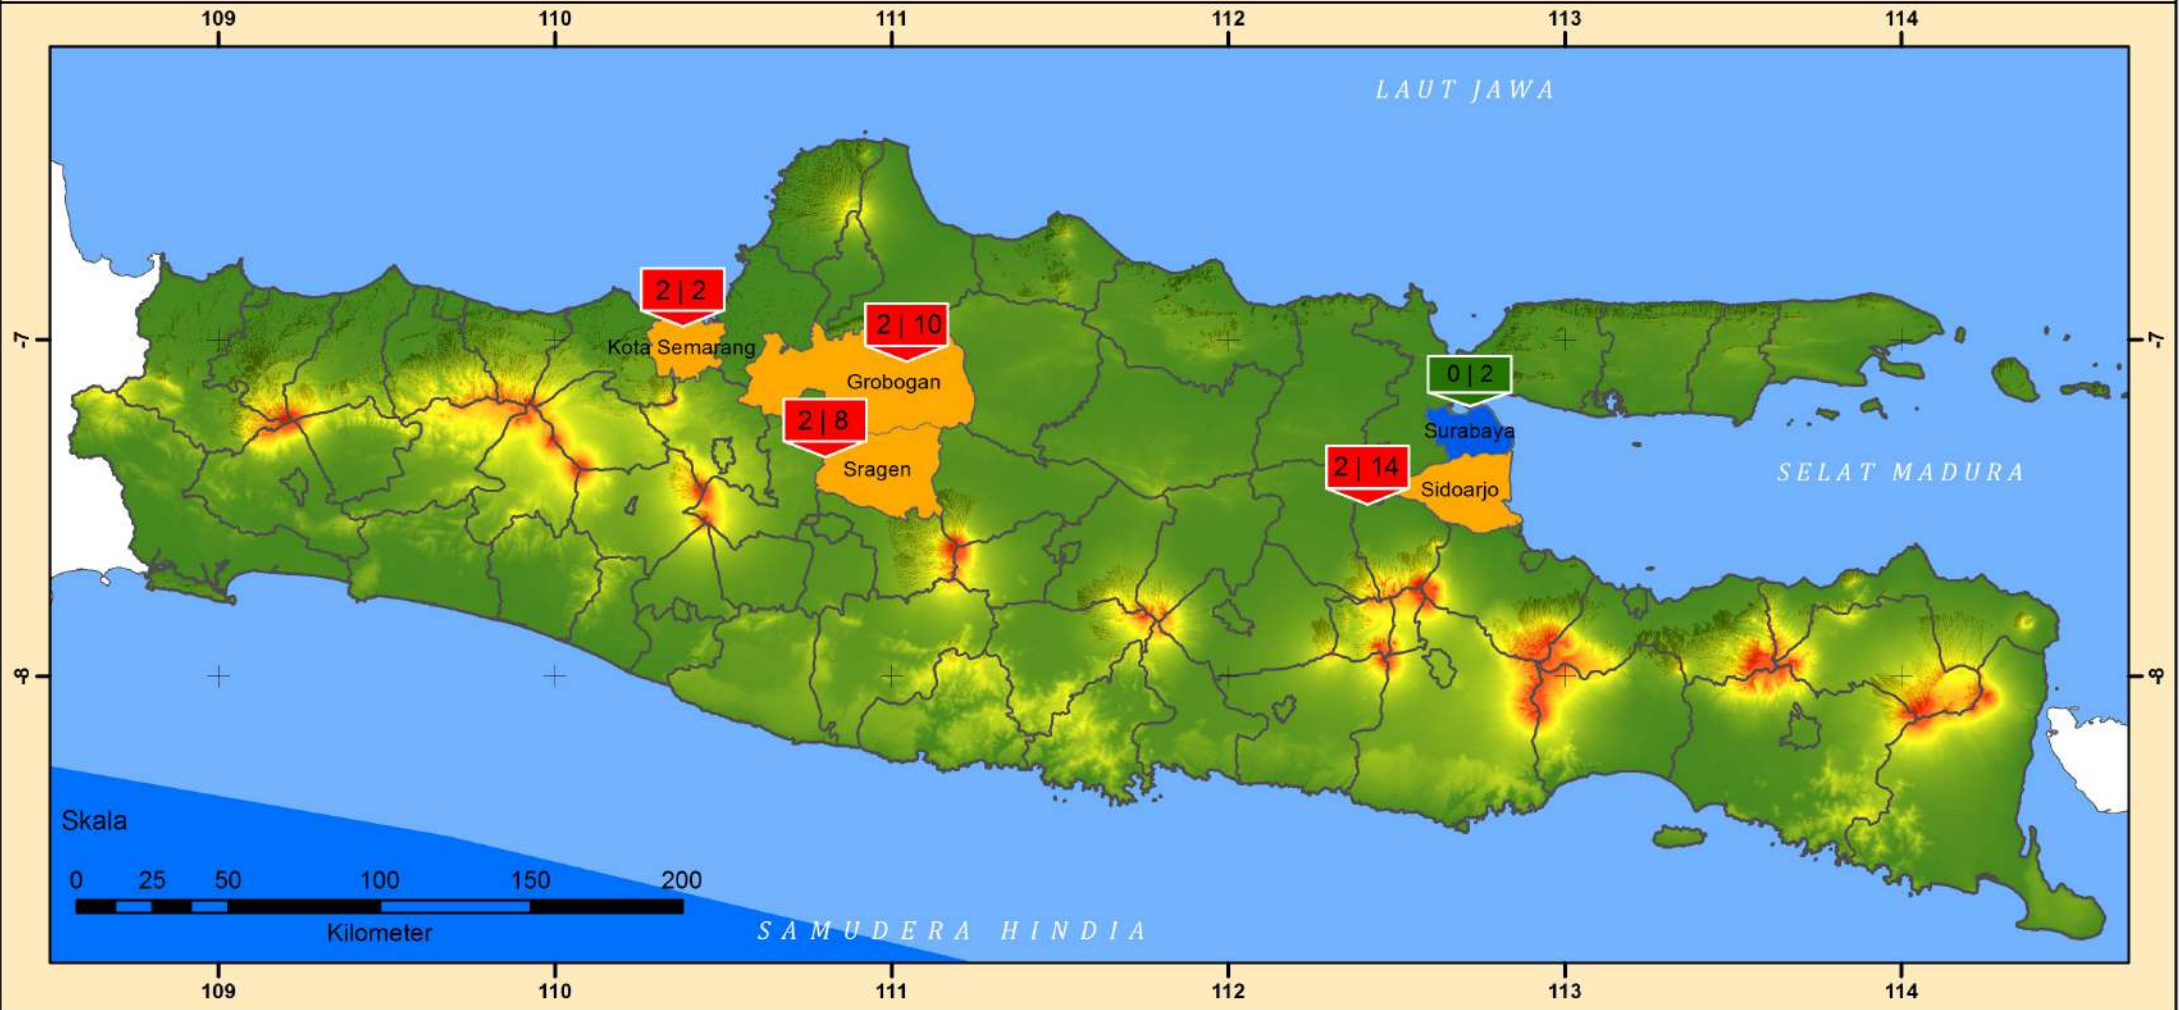 109 110 111 112 113 114
LAUT JAWA
2 | 2
2 | 10
-7 -7
Kota Semarang
0 | 2
Grobogan
2 | 8
Surabaya
Sragen
2 | 14
SELAT MADURA
Sidoarjo
-8 -8
Skala
0 25 50 100 150 200
Kilometer
SAMUDERA HINDIA
109 110 111 112 113 114